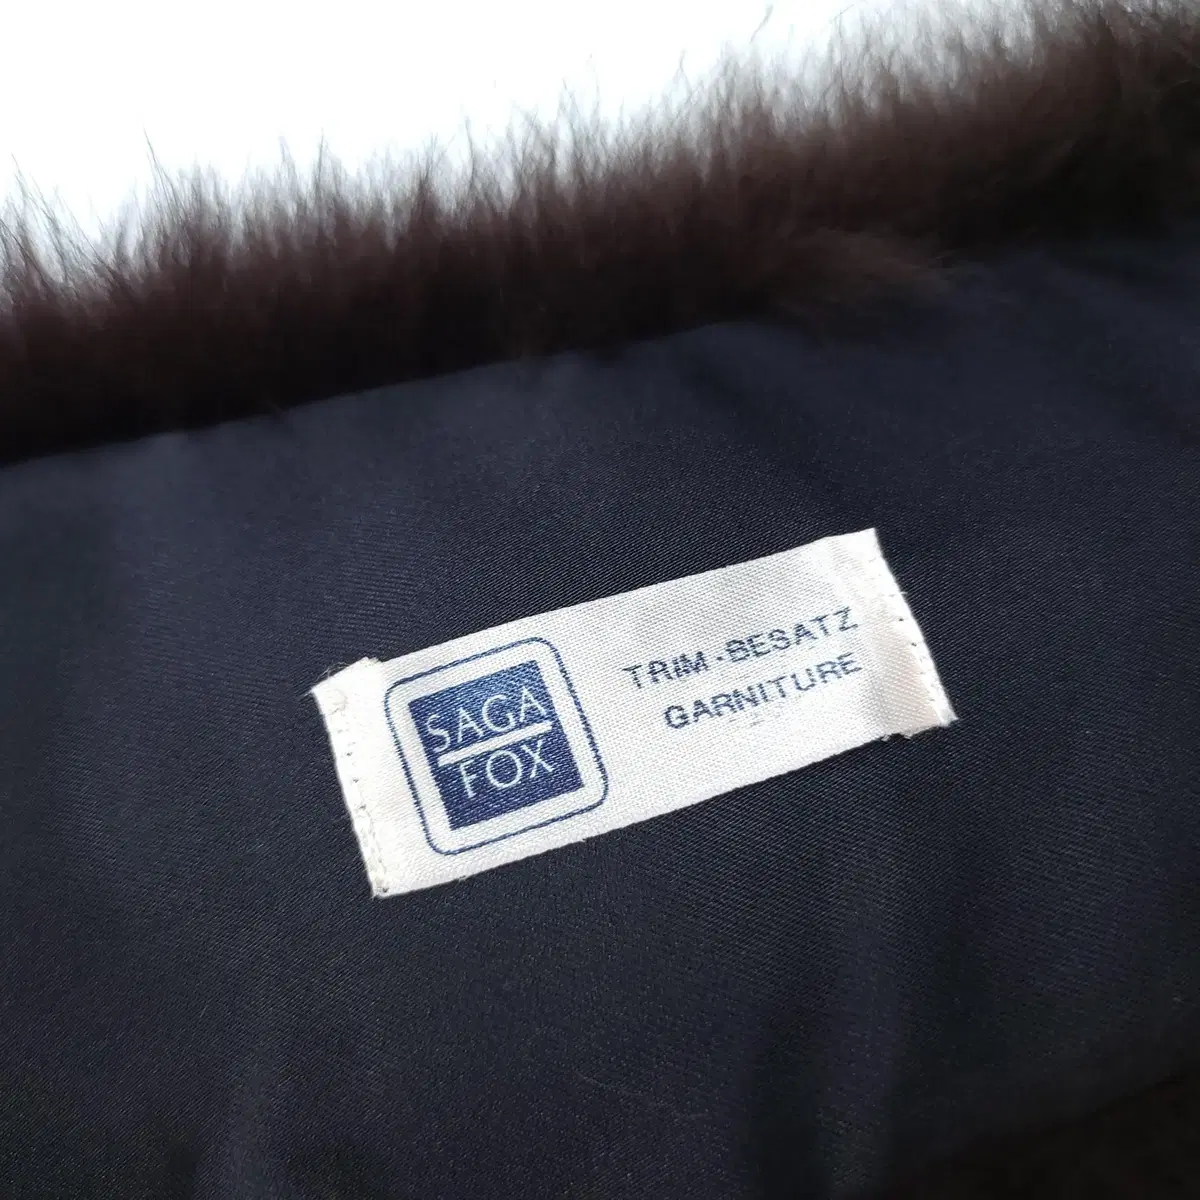 SAGA
FOX
TRIM-BESATZ
GARNITURE